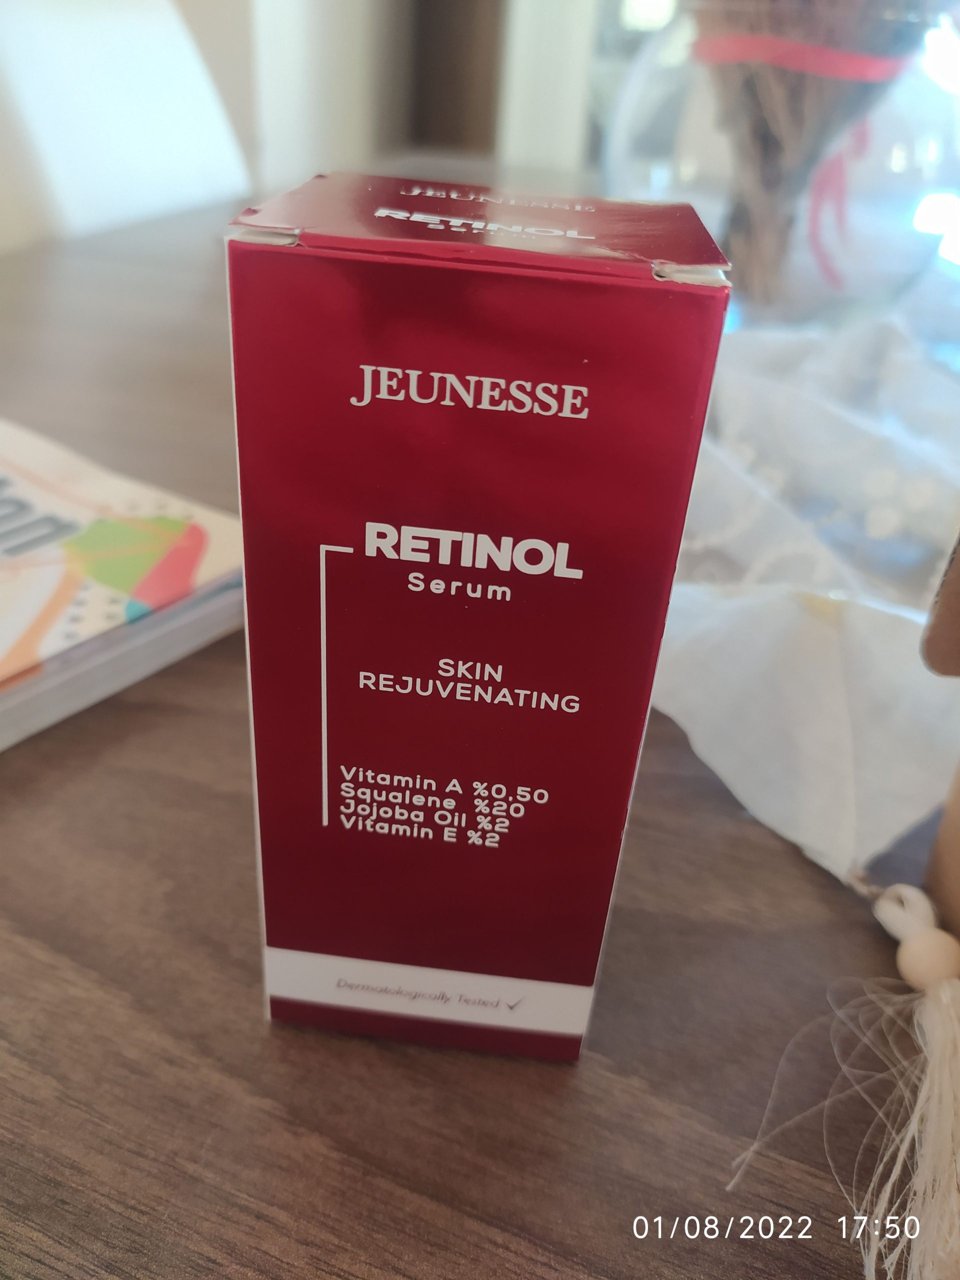 JEUNESSE
RETINOL
Serum
JEUNESSE
RETINOL
Serum
SKIN
REJUVENATING
Vitamin A %0.50
Squalene %20
Jojoba Oil %2
Vitamin E %2
Dermatologically Tested ✓
01/08/2022 17:50